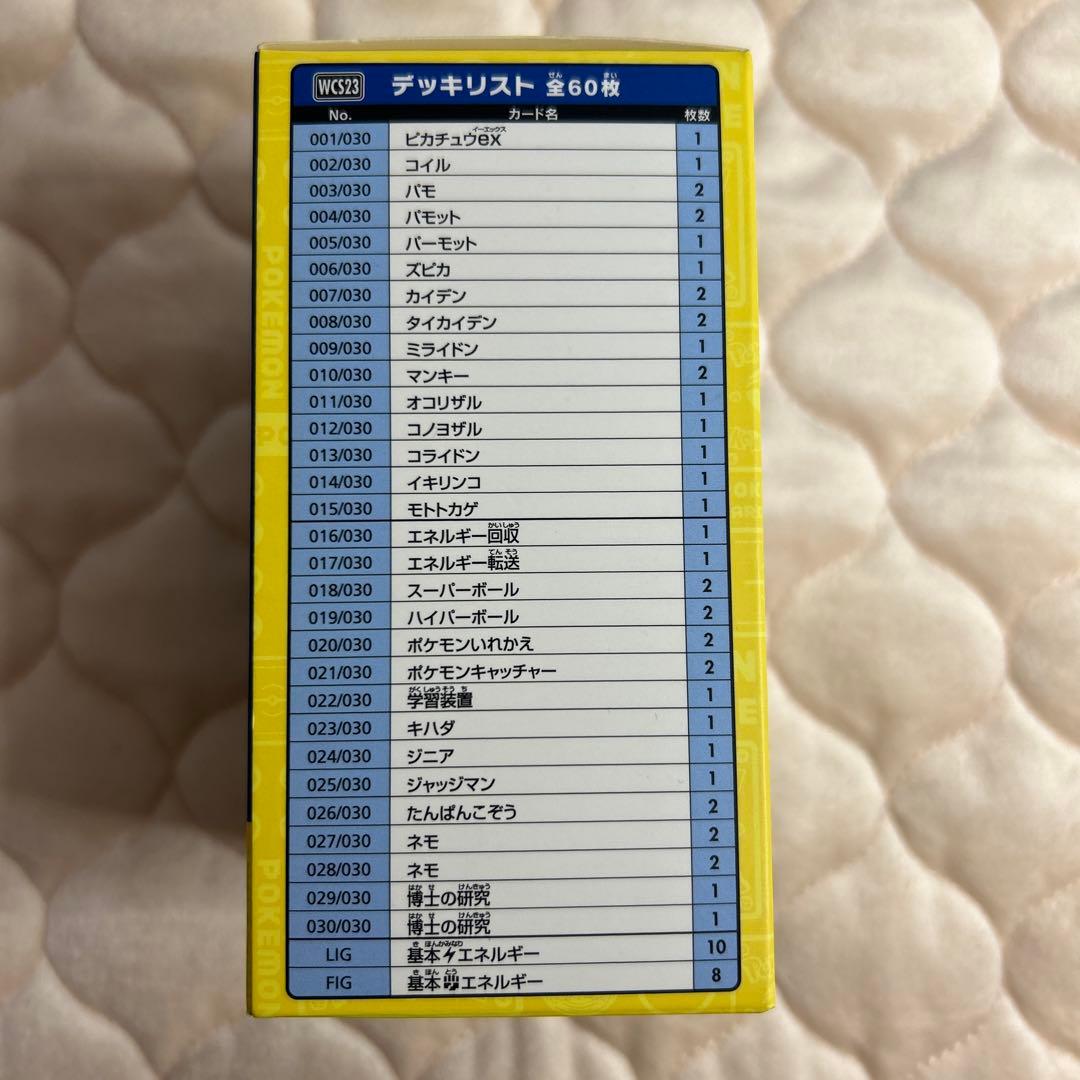 WCS23 デッキリスト 全60枚
No. カード名 枚数
001/030 ピカチュウex 1
002/030 コイル 1
003/030 パモ 2
004/030 パモット 2
005/030 パーモット 1
006/030 ズピカ 1
007/030 カイデン 2
008/030 タイカイデン 2
009/030 ミライドン 1
010/030 マンキー 2
011/030 オコリザル 1
012/030 コノヨザル 1
013/030 コライドン 1
014/030 イキリンコ 1
015/030 モトトカゲ 1
016/030 エネルギー回収 1
017/030 エネルギー転送 1
018/030 スーパーボール 2
019/030 ハイパーボール 2
020/030 ポケモンいれかえ 2
021/030 ポケモンキャッチャー 2
022/030 学習装置 1
023/030 キハダ 1
024/030 ジニア 1
025/030 ジャッジマン 1
026/030 たんぱんこぞう 2
027/030 ネモ 2
028/030 ネモ 2
029/030 博士の研究 1
030/030 博士の研究 1
LIG 基本エネルギー 10
FIG 基本エネルギー 8
POKEMON
POKEMON